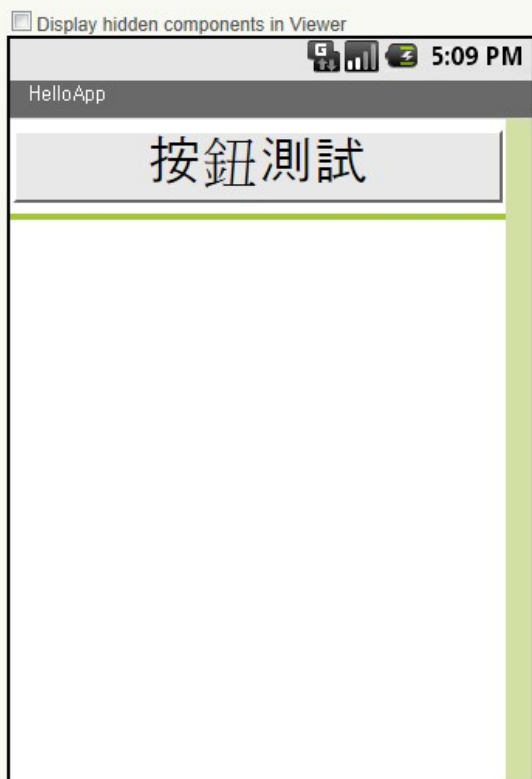 Display hidden components in Viewer
G
5:09 PM
HelloApp
按鈕測試